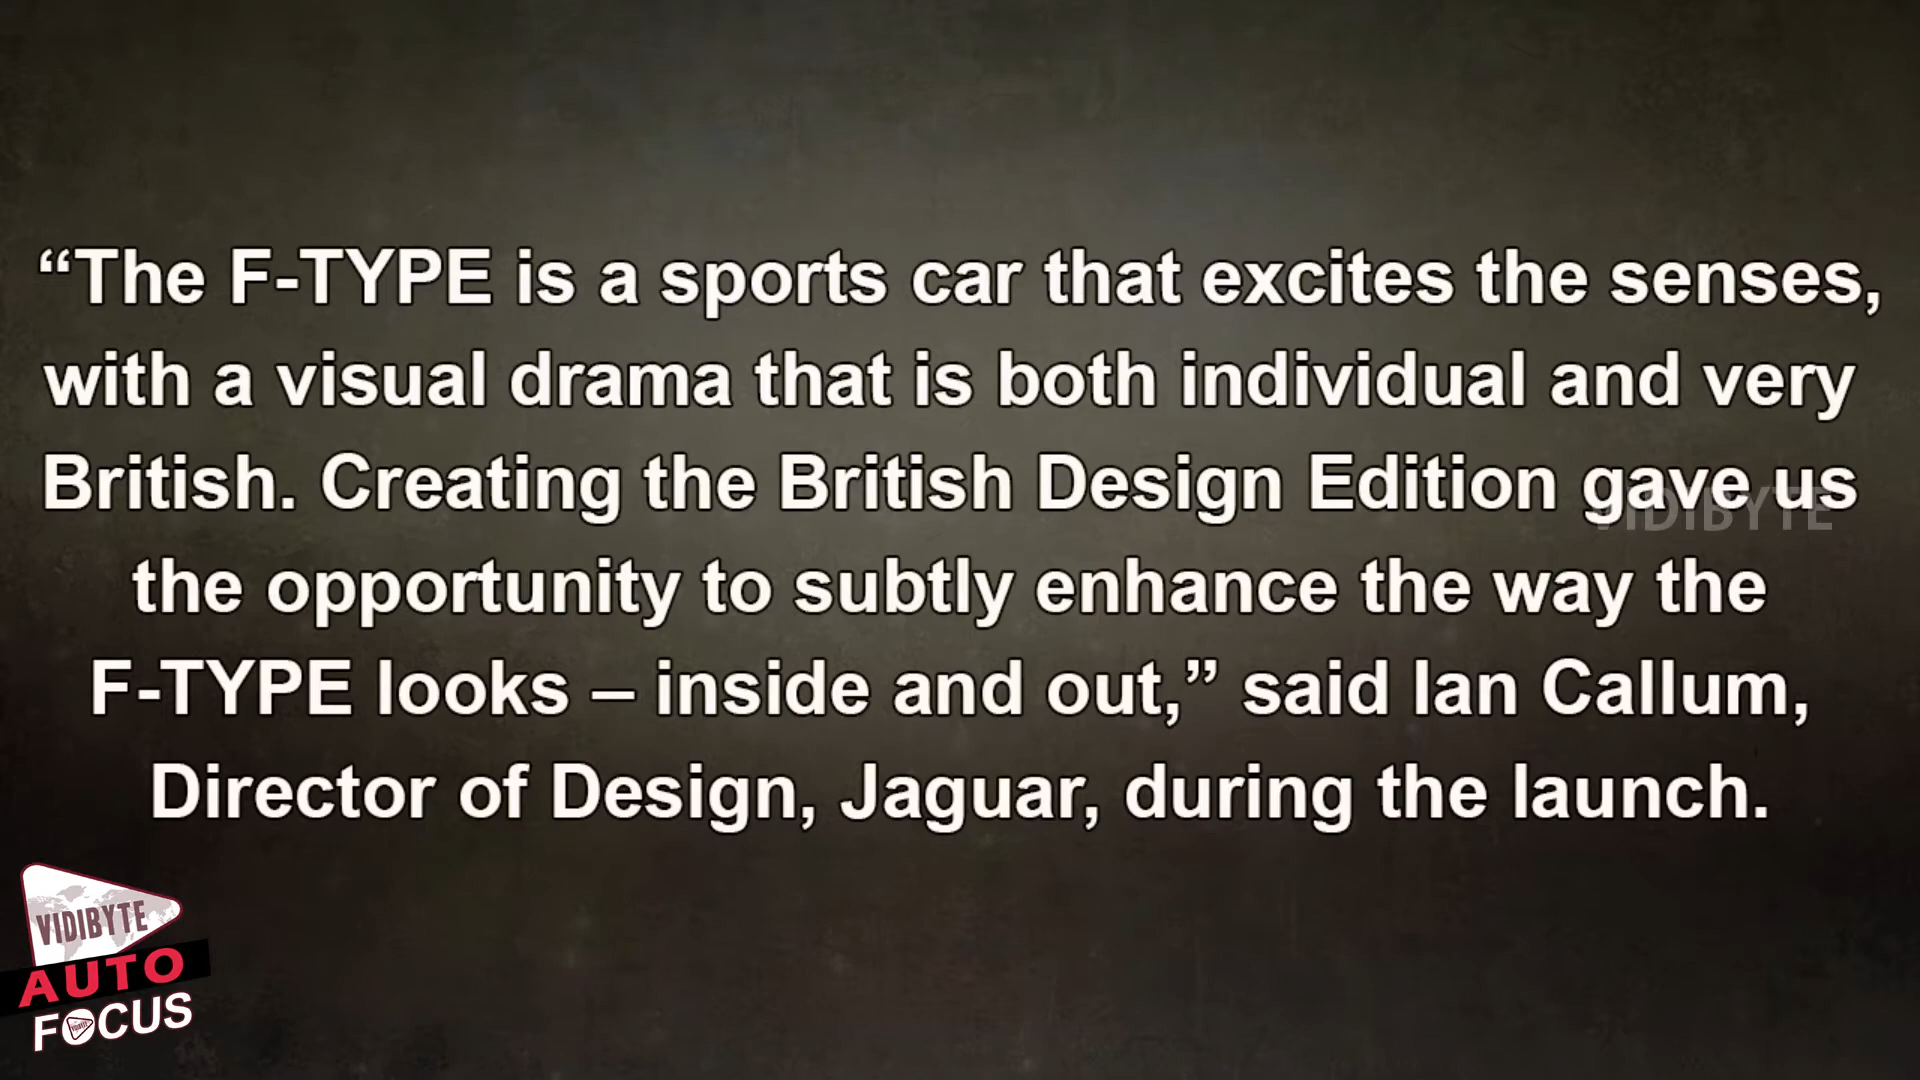 “The F-TYPE is a sports car that excites the senses,
with a visual drama that is both individual and very
British. Creating the British Design Edition gave us
VIDIBYTE
the opportunity to subtly enhance the way the
F-TYPE looks – inside and out,” said Ian Callum,
Director of Design, Jaguar, during the launch.
VIDIBYTE
AUTO
FOCUS